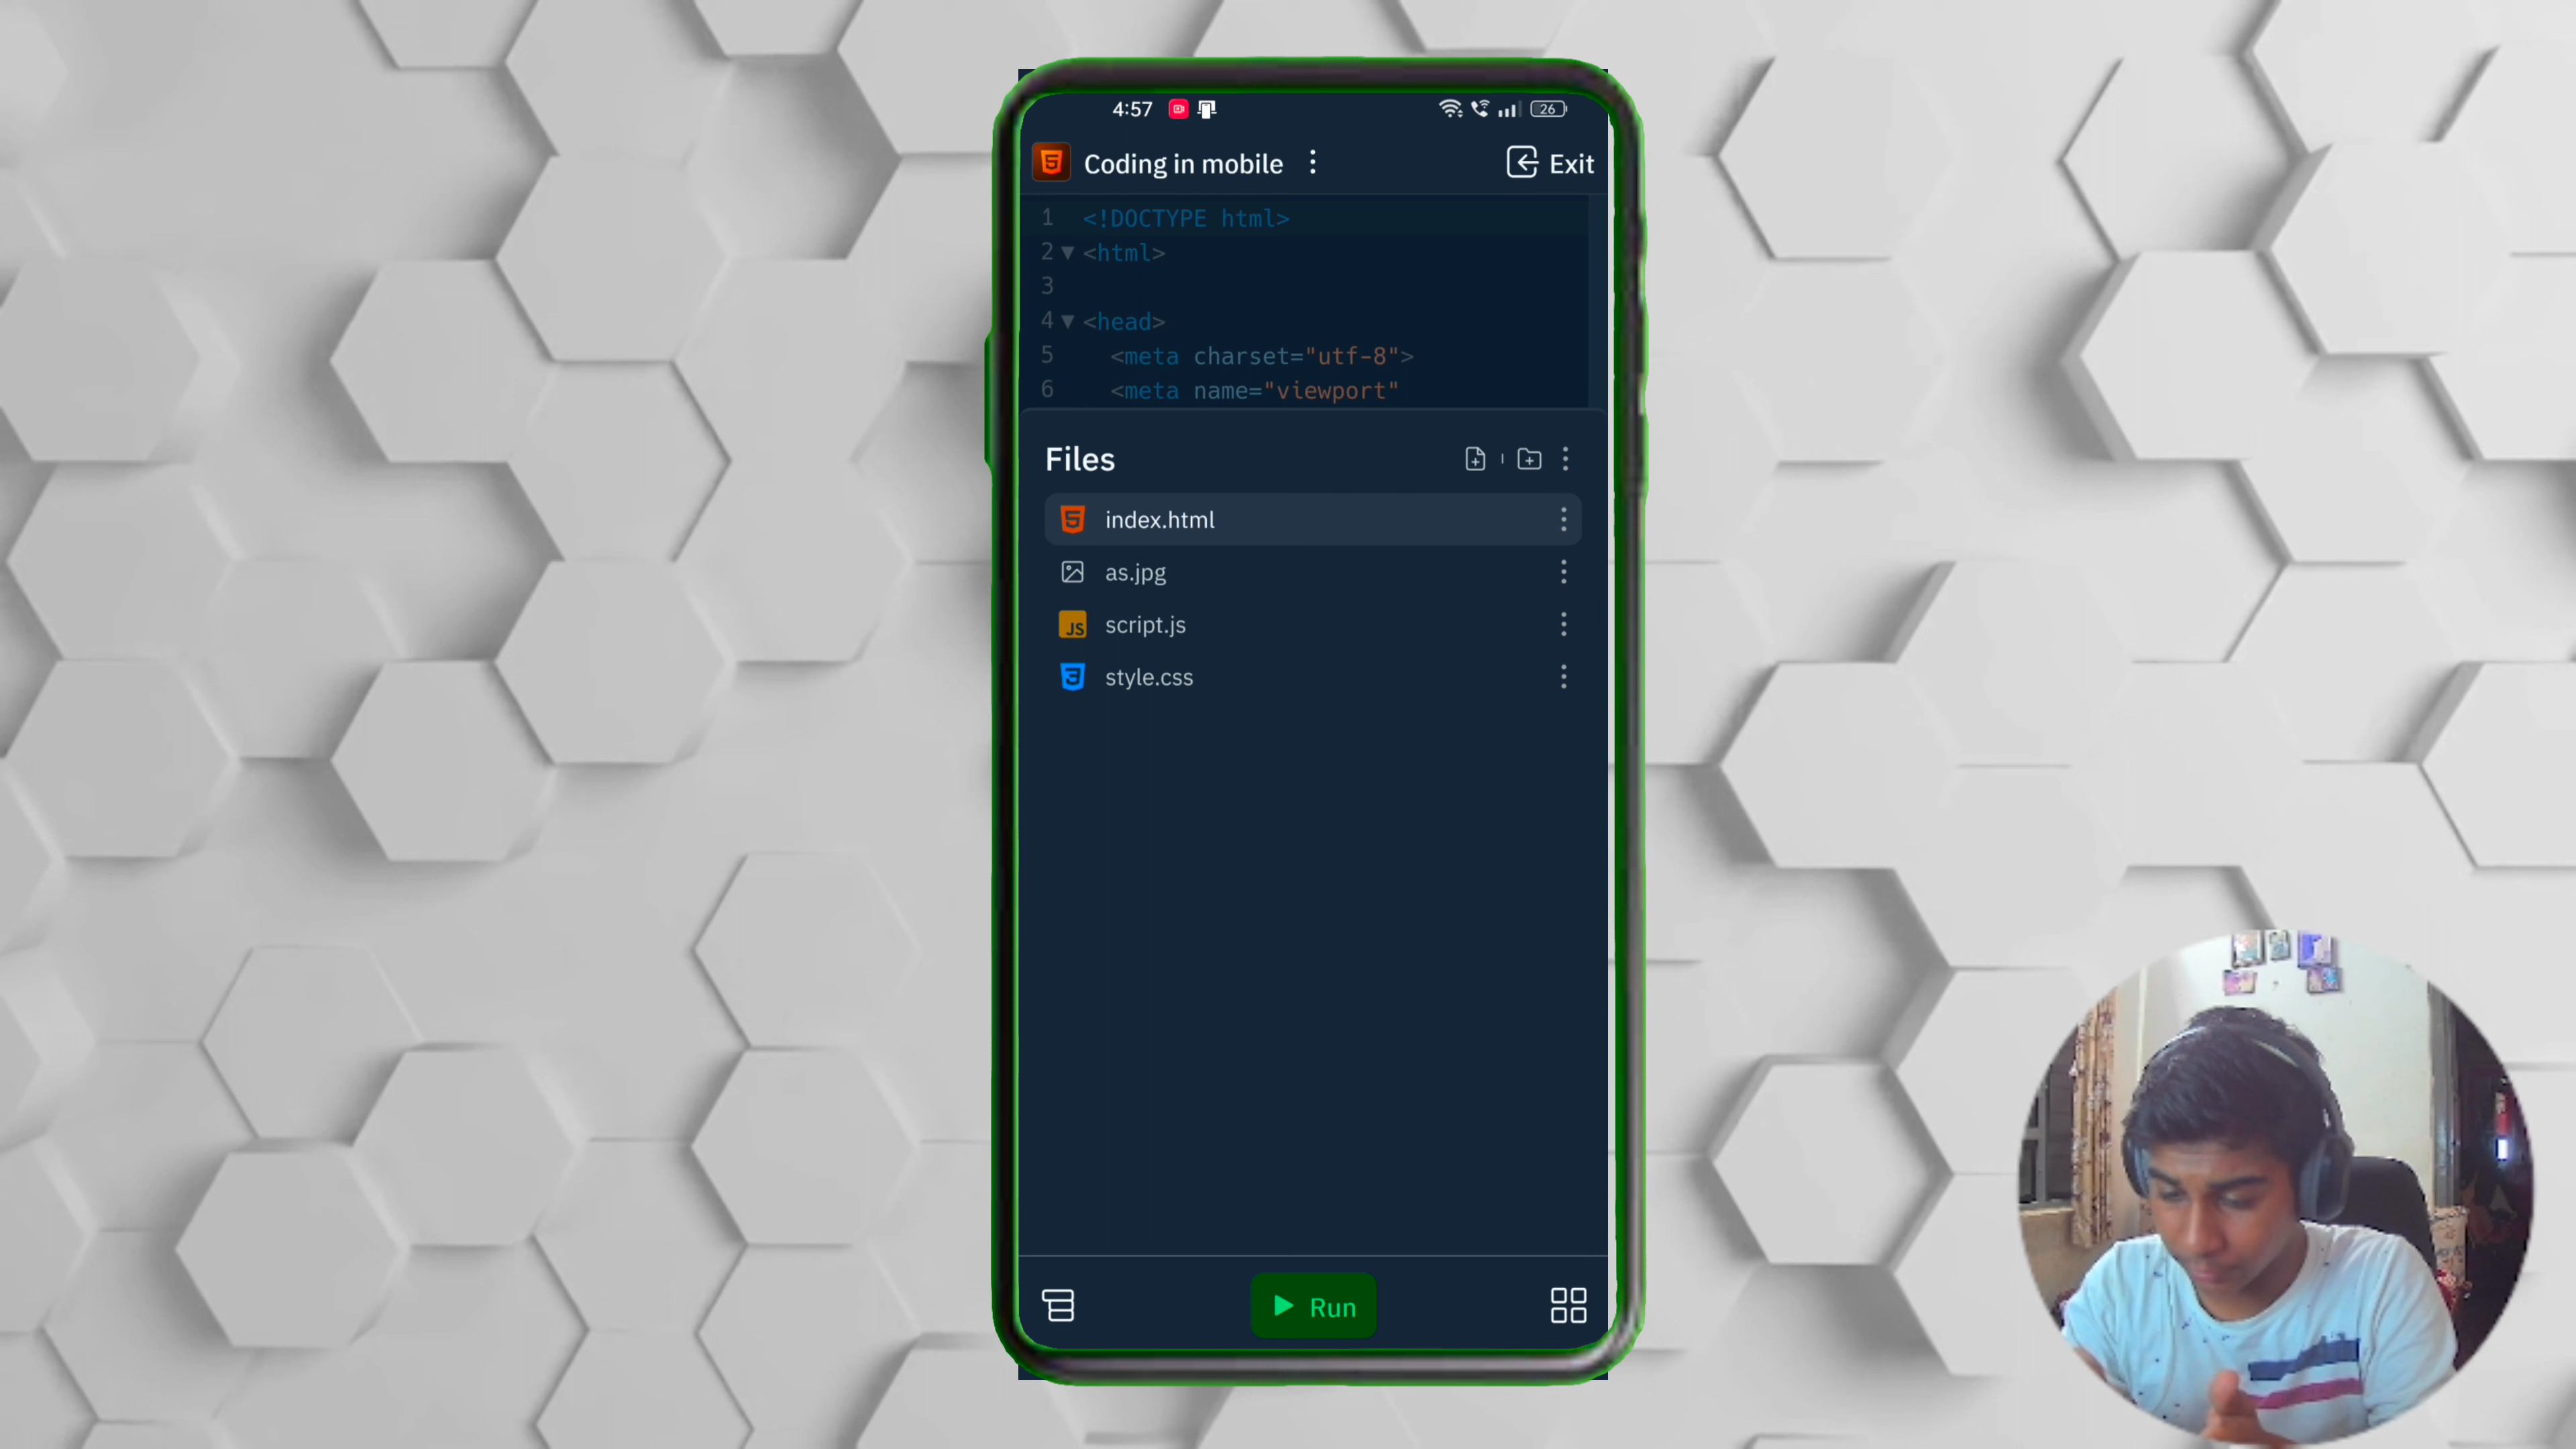 4:57 26
Coding in mobile Exit
1 <!DOCTYPE html>
2 <html>
3
4 <head>
5 <meta charset="utf-8">
6 <meta name="viewport"
Files
index.html
as.jpg
JS script.js
style.css
Run